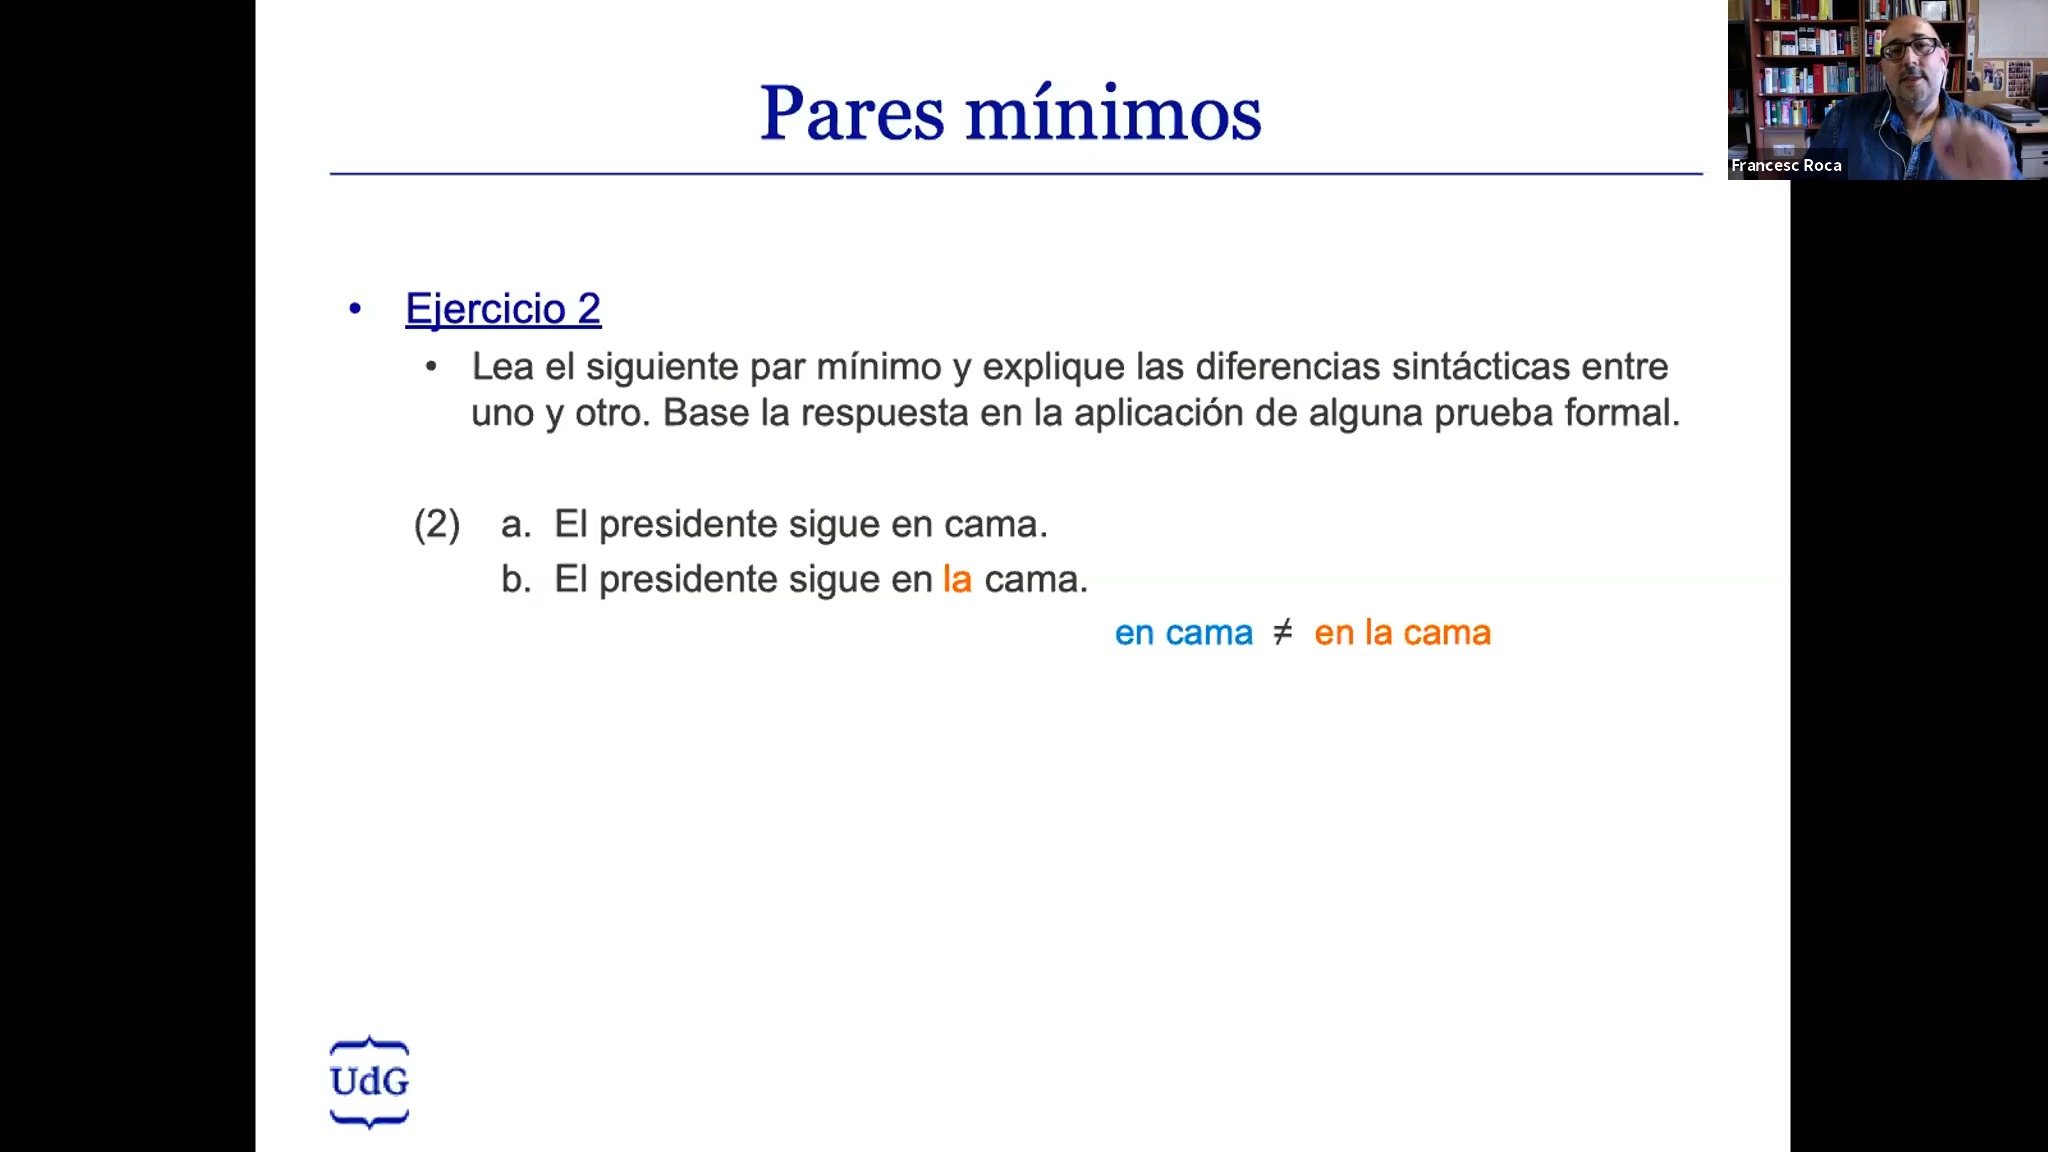 Pares mínimos
Francesc Roca
• Ejercicio 2
• Lea el siguiente par mínimo y explique las diferencias sintácticas entre
uno y otro. Base la respuesta en la aplicación de alguna prueba formal.
(2) a. El presidente sigue en cama.
b. El presidente sigue en la cama.
en cama ≠ en la cama
UdG